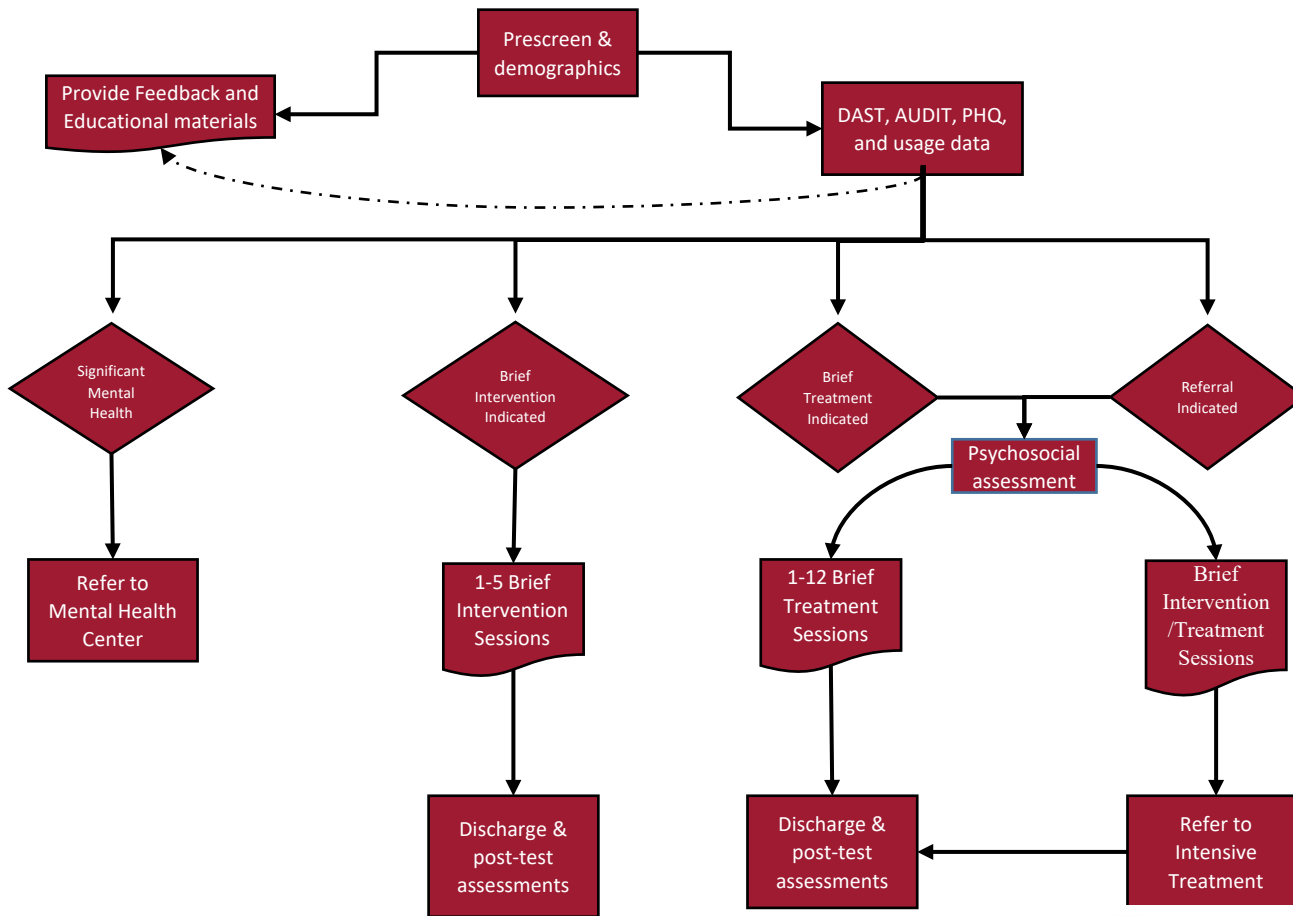 Prescreen &
demographics
Provide Feedback and
Educational materials
DAST, AUDIT, PHQ,
and usage data
Significant
Mental
Health
Brief
Intervention
Indicated
Brief
Treatment
Indicated
Referral
Indicated
Psychosocial
assessment
Refer to
Mental Health
Center
1-5 Brief
Intervention
Sessions
1-12 Brief
Treatment
Sessions
Brief
Intervention
/Treatment
Sessions
Discharge &
post-test
assessments
Discharge &
post-test
assessments
Refer to
Intensive
Treatment